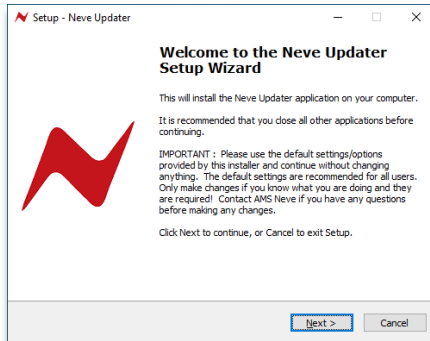 Setup - Neve Updater
Welcome to the Neve Updater
Setup Wizard
This will install the Neve Updater application on your computer.
It is recommended that you close all other applications before
continuing.
IMPORTANT : Please use the default settings/options
provided by this installer and continue without changing
anything. The default settings are recommended for all users.
Only make changes if you know what you are doing and they
are required! Contact AMS Neve if you have any questions
before making any changes.
Click Next to continue, or Cancel to exit Setup.
Next >
Cancel